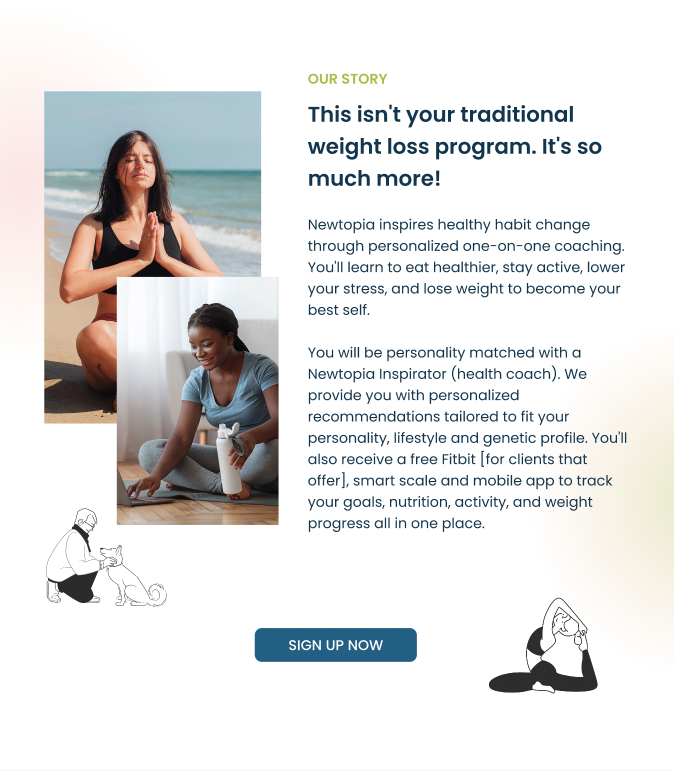 OUR STORY
This isn't your traditional
weight loss program. It's so
much more!
Newtopia inspires healthy habit change
through personalized one-on-one coaching.
You'll learn to eat healthier, stay active, lower
your stress, and lose weight to become your
best self.
You will be personality matched with a
Newtopia Inspirator (health coach). We
provide you with personalized
recommendations tailored to fit your
personality, lifestyle and genetic profile. You'll
also receive a free Fitbit [for clients that
offer], smart scale and mobile app to track
your goals, nutrition, activity, and weight
progress all in one place.
SIGN UP NOW